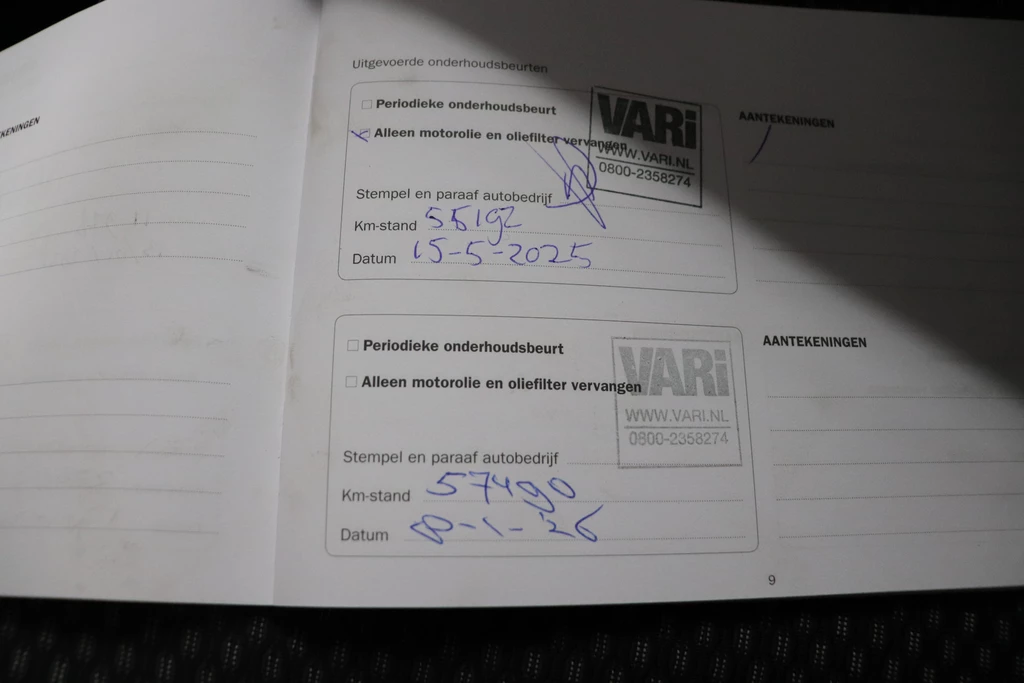 KENINGEN
Uitgevoerde onderhoudsbeurten
Periodieke onderhoudsbeurt
Alleen motorolie en oliefilter vervangen
VARi
WWW.VARI.NL
0800-2358274
Stempel en paraaf autobedrijf
Km-stand 55192
Datum 15-5-2025
AANTEKENINGEN
Periodieke onderhoudsbeurt
Alleen motorolie en oliefilter vervangen
VARi
WWW.VARI.NL
0800-2358274
Stempel en paraaf autobedrijf
Km-stand 57490
Datum 8-1-'26
AANTEKENINGEN
9